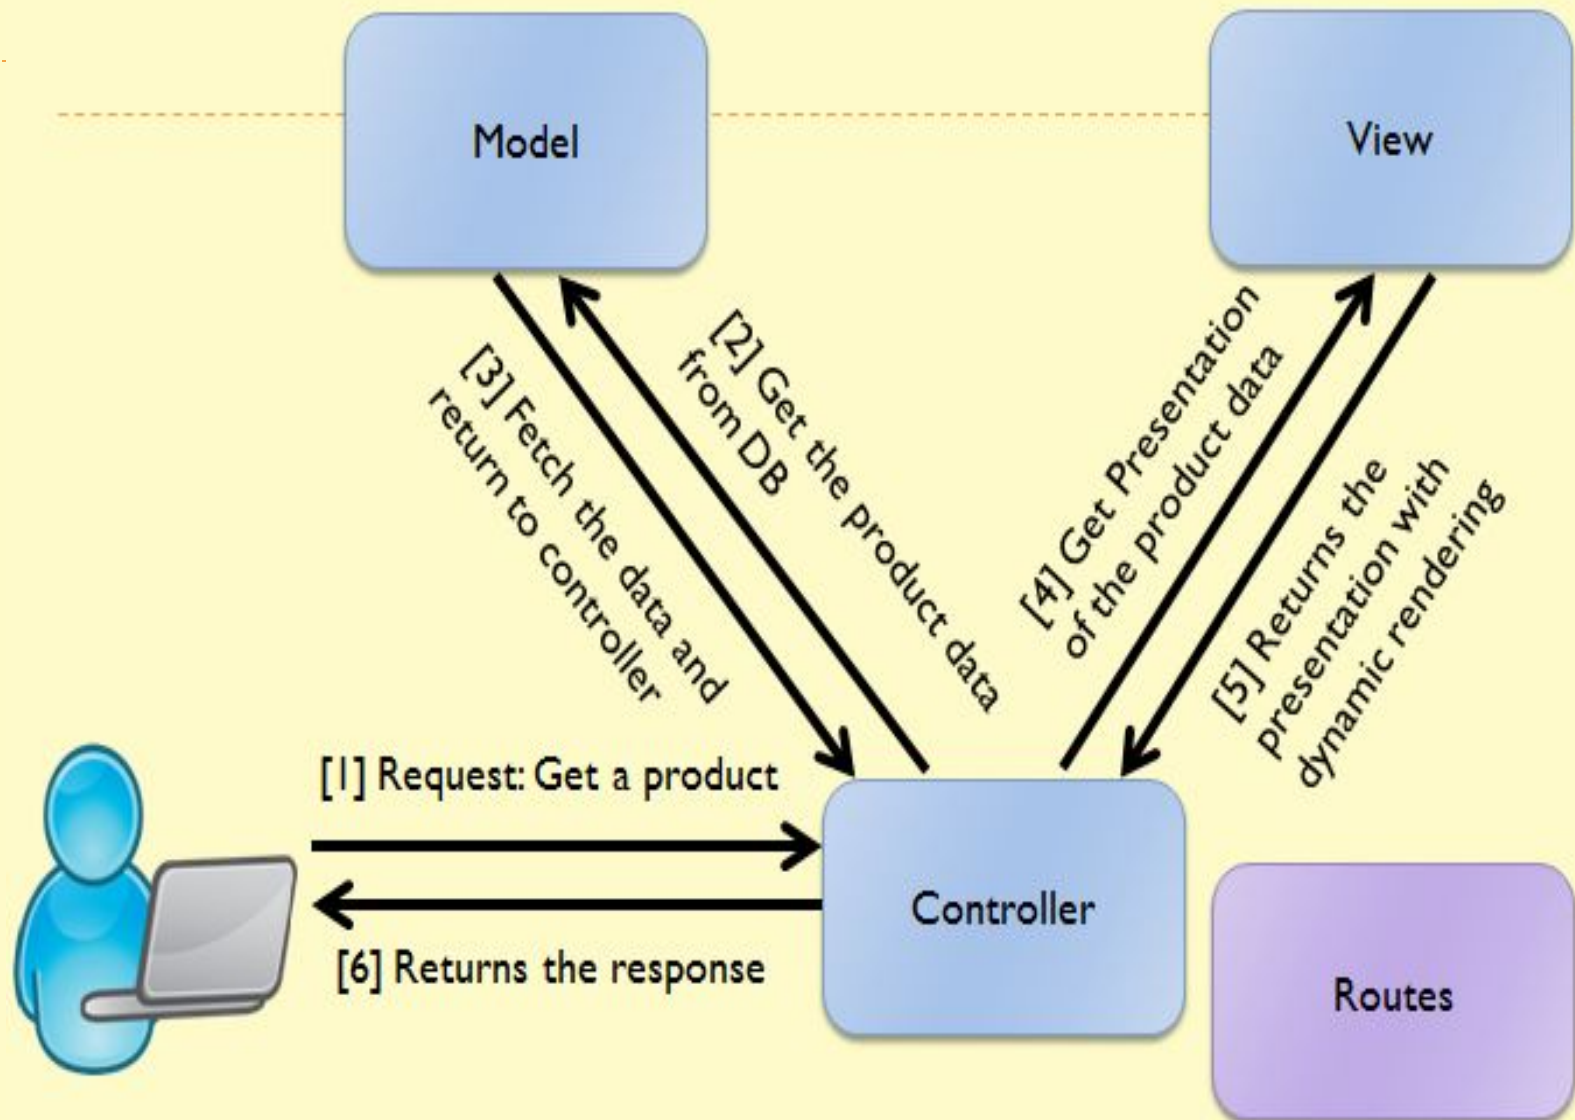 Model
View
[3] Fetch the data and
return to controller
[2] Get the product data
from DB
[4] Get Presentation
of the product data
[5] Returns the
presentation with
dynamic rendering
[1] Request: Get a product
[6] Returns the response
Controller
Routes